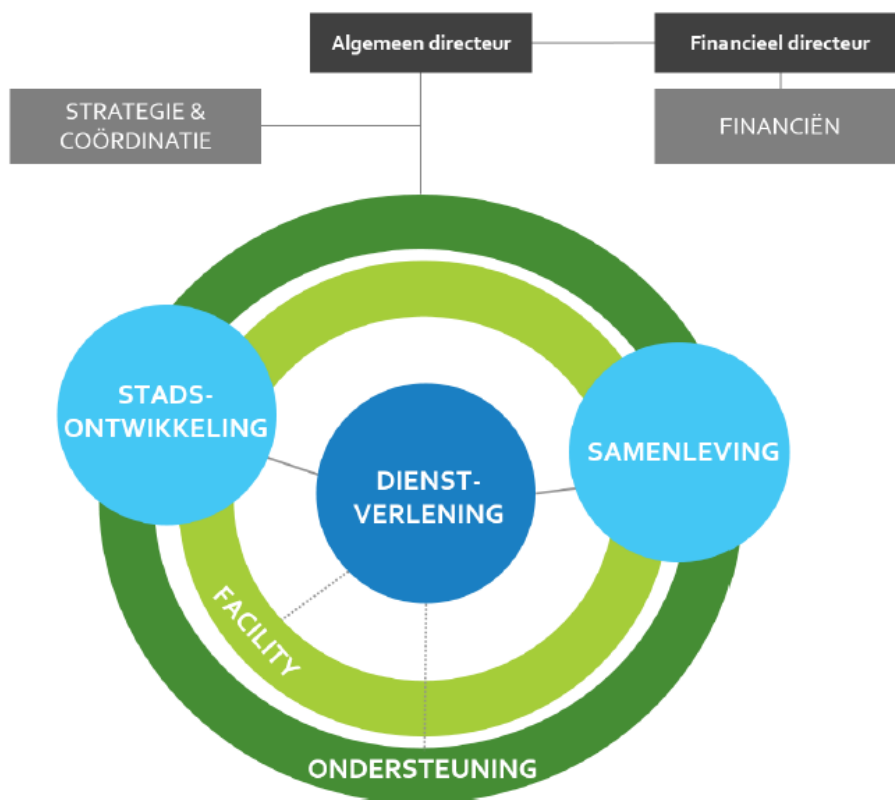 Algemeen directeur
Financieel directeur
STRATEGIE &
COÖRDINATIE
FINANCIËN
STADS-
ONTWIKKELING
DIENST-
VERLENING
SAMENLEVING
FACILITY
ONDERSTEUNING